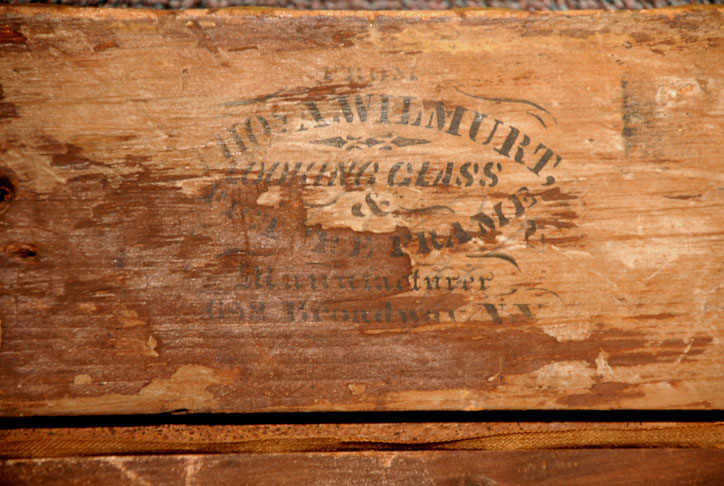 FROM
THOS. A. WILMURT,
LOOKING GLASS
&
PICTURE FRAME
Manufacturer
Broadway N.Y.